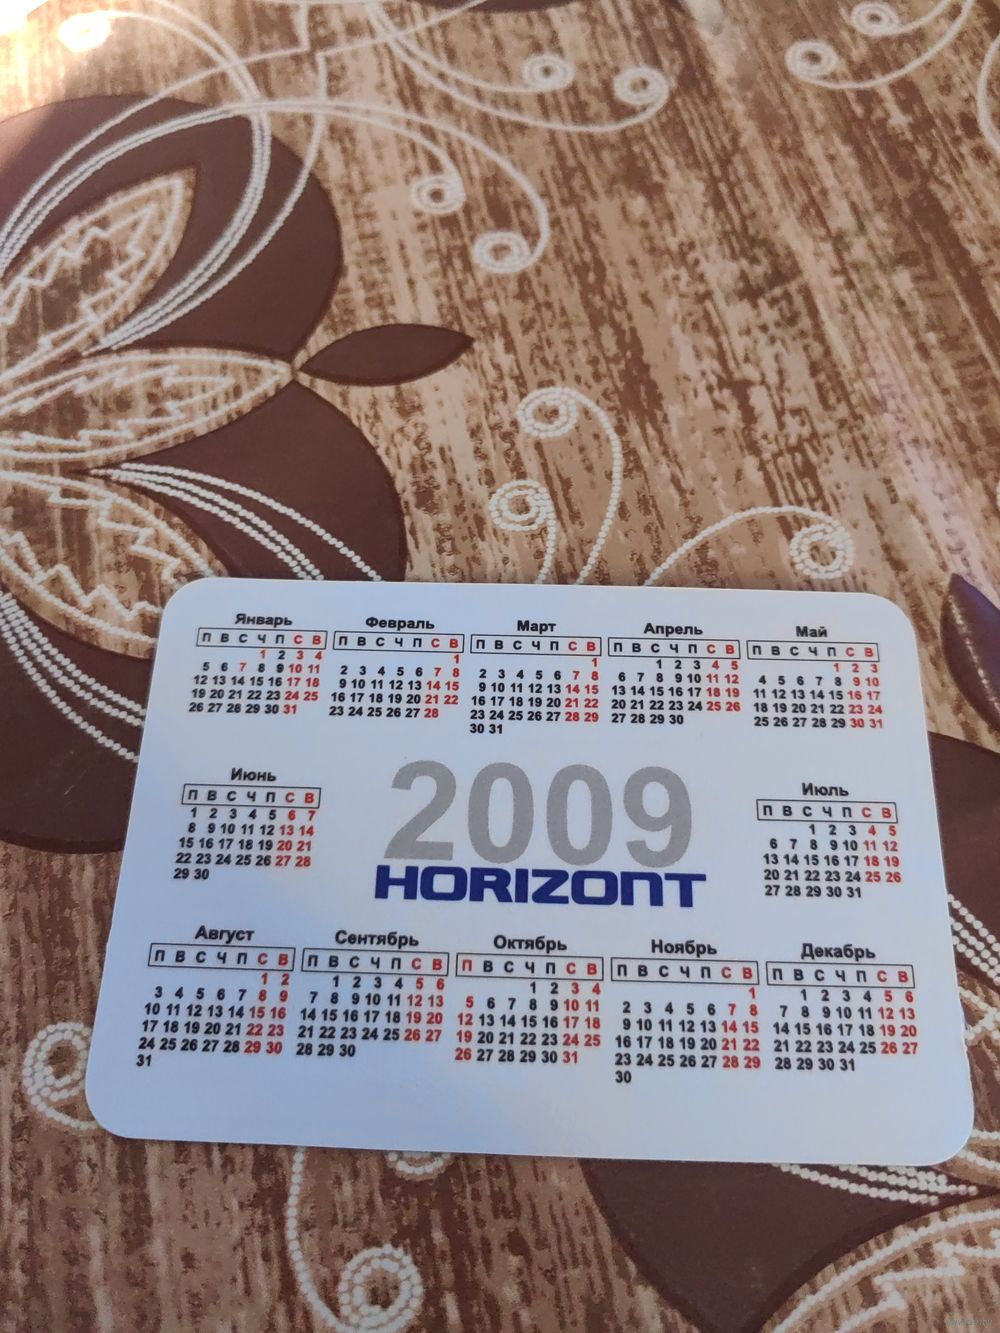 Январь Февраль Март Апрель Май
П В С Ч П С В П В С Ч П С В П В С Ч П С В П В С Ч П С В П В С Ч П С В
1 2 3 4 1 1 1 2 3 4 5 1 2 3
5 6 7 8 9 10 11 2 3 4 5 6 7 8 2 3 4 5 6 7 8 6 7 8 9 10 11 12 4 5 6 7 8 9 10
12 13 14 15 16 17 18 9 10 11 12 13 14 15 9 10 11 12 13 14 15 13 14 15 16 17 18 19 11 12 13 14 15 16 17
19 20 21 22 23 24 25 16 17 18 19 20 21 22 16 17 18 19 20 21 22 20 21 22 23 24 25 26 18 19 20 21 22 23 24
26 27 28 29 30 31 23 24 25 26 27 28 23 24 25 26 27 28 29 27 28 29 30 25 26 27 28 29 30 31
30 31
Июнь Июль
П В С Ч П С В П В С Ч П С В
1 2 3 4 5 6 7 1 2 3 4 5
8 9 10 11 12 13 14 6 7 8 9 10 11 12
15 16 17 18 19 20 21 13 14 15 16 17 18 19
22 23 24 25 26 27 28 20 21 22 23 24 25 26
29 30 27 28 29 30 31
2009
HORIZONT
Август Сентябрь Октябрь Ноябрь Декабрь
П В С Ч П С В П В С Ч П С В П В С Ч П С В П В С Ч П С В П В С Ч П С В
1 2 1 2 3 4 5 6 1 2 3 4 1 1 2 3 4 5 6
3 4 5 6 7 8 9 7 8 9 10 11 12 13 5 6 7 8 9 10 11 2 3 4 5 6 7 8 7 8 9 10 11 12 13
10 11 12 13 14 15 16 14 15 16 17 18 19 20 12 13 14 15 16 17 18 9 10 11 12 13 14 15 14 15 16 17 18 19 20
17 18 19 20 21 22 23 21 22 23 24 25 26 27 19 20 21 22 23 24 25 16 17 18 19 20 21 22 21 22 23 24 25 26 27
24 25 26 27 28 29 30 28 29 30 26 27 28 29 30 31 23 24 25 26 27 28 29 28 29 30 31
31 30